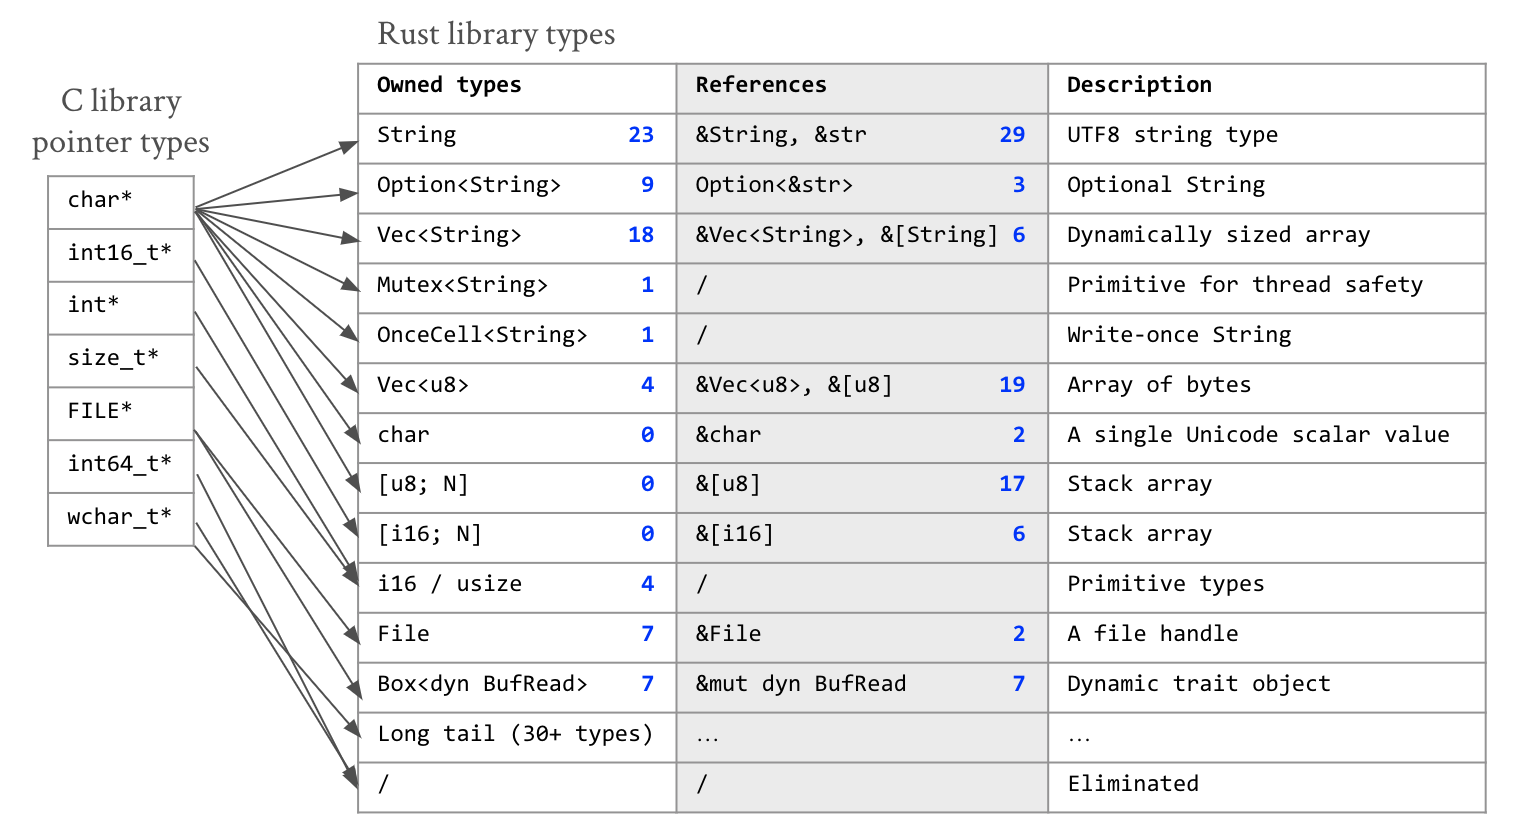 Rust library types
C library
pointer types
char*
int16_t*
int*
size_t*
FILE*
int64_t*
wchar_t*
Owned types References Description
String 23 &String, &str 29 UTF8 string type
Option<String> 9 Option<&str> 3 Optional String
Vec<String> 18 &Vec<String>, &[String] 6 Dynamically sized array
Mutex<String> 1 / Primitive for thread safety
OnceCell<String> 1 / Write-once String
Vec<u8> 4 &Vec<u8>, &[u8] 19 Array of bytes
char 0 &char 2 A single Unicode scalar value
[u8; N] 0 &[u8] 17 Stack array
[i16; N] 0 &[i16] 6 Stack array
i16 / usize 4 / Primitive types
File 7 &File 2 A file handle
Box<dyn BufRead> 7 &mut dyn BufRead 7 Dynamic trait object
Long tail (30+ types) … …
/ / Eliminated